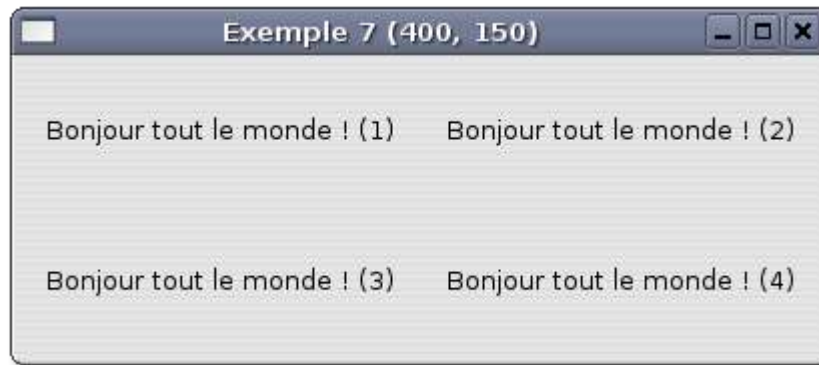 Exemple 7 (400, 150)
Bonjour tout le monde ! (1) Bonjour tout le monde ! (2)
Bonjour tout le monde ! (3) Bonjour tout le monde ! (4)